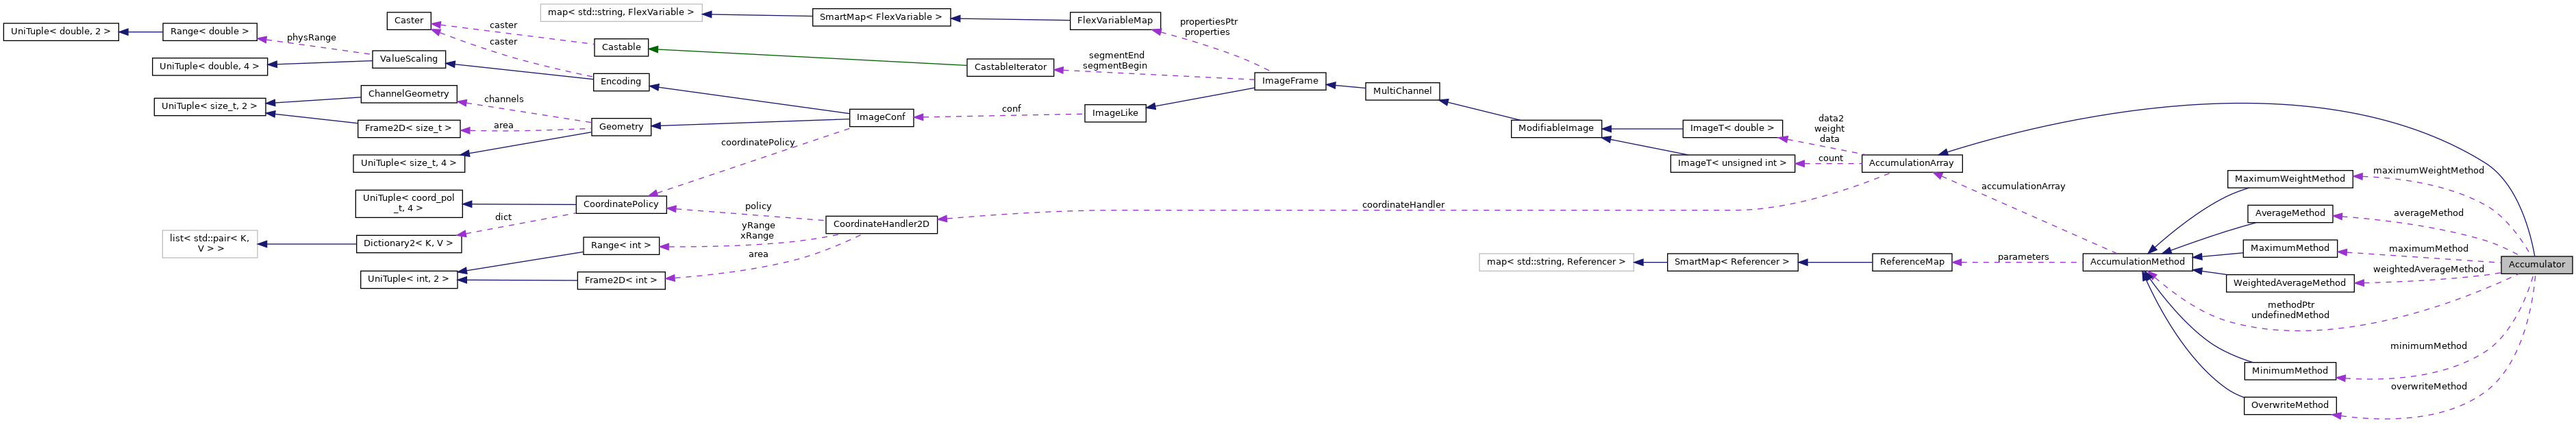 UniTuple< double, 2 >
Range< double >
physRange
UniTuple< double, 4 >
ValueScaling
Caster
caster
caster
Castable
Encoding
map< std::string, FlexVariable >
SmartMap< FlexVariable >
FlexVariableMap
propertiesPtr
properties
CastableIterator
segmentEnd
segmentBegin
ImageFrame
MultiChannel
UniTuple< size_t, 2 >
ChannelGeometry
channels
Frame2D< size_t >
area
Geometry
UniTuple< size_t, 4 >
ImageConf
conf
ImageLike
coordinatePolicy
ModifiableImage
ImageT< double >
ImageT< unsigned int >
data2
weight
data
count
AccumulationArray
UniTuple< coord_pol
_t, 4 >
CoordinatePolicy
dict
list< std::pair< K,
V > >
Dictionary2< K, V >
policy
yRange
xRange
area
CoordinateHandler2D
coordinateHandler
Range< int >
UniTuple< int, 2 >
Frame2D< int >
accumulationArray
map< std::string, Referencer >
SmartMap< Referencer >
ReferenceMap
parameters
AccumulationMethod
MaximumWeightMethod
maximumWeightMethod
AverageMethod
averageMethod
MaximumMethod
maximumMethod
WeightedAverageMethod
weightedAverageMethod
methodPtr
undefinedMethod
Accumulator
minimumMethod
MinimumMethod
overwriteMethod
OverwriteMethod